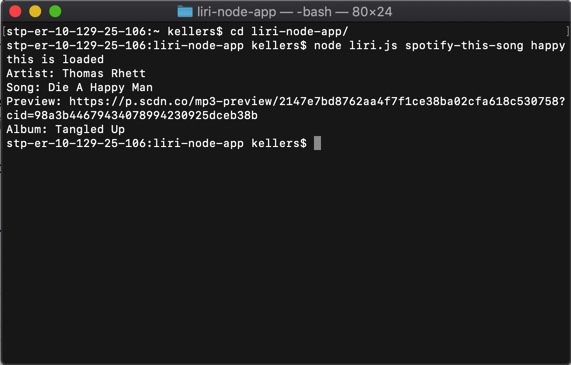 liri-node-app — -bash — 80×24
[stp-er-10-129-25-106:~ kellers$ cd liri-node-app/ ]
stp-er-10-129-25-106:liri-node-app kellers$ node liri.js spotify-this-song happy
this is loaded
Artist: Thomas Rhett
Song: Die A Happy Man
Preview: https://p.scdn.co/mp3-preview/2147e7bd8762aa4f7f1ce38ba02cfa618c530758?
cid=98a3b44679434078994230925dceb38b
Album: Tangled Up
stp-er-10-129-25-106:liri-node-app kellers$